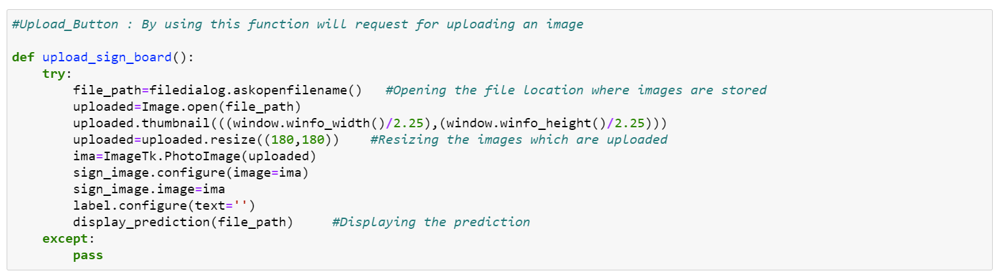 #Upload_Button : By using this function will request for uploading an image

def upload_sign_board():
    try:
        file_path=filedialog.askopenfilename()   #Opening the file location where images are stored
        uploaded=Image.open(file_path)
        uploaded.thumbnail(((window.winfo_width()/2.25),(window.winfo_height()/2.25)))
        uploaded=uploaded.resize((180,180))    #Resizing the images which are uploaded
        ima=ImageTk.PhotoImage(uploaded)
        sign_image.configure(image=ima)
        sign_image.image=ima
        label.configure(text='')
        display_prediction(file_path)     #Displaying the prediction
    except:
        pass